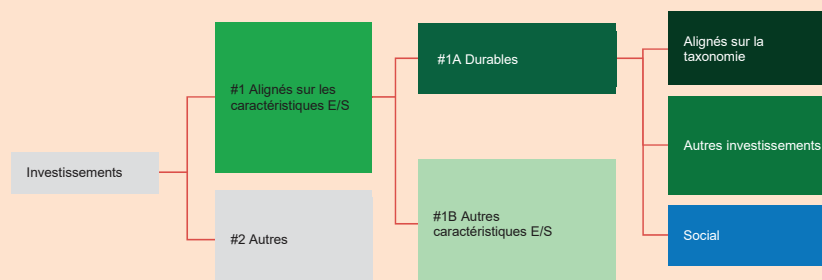 Investissements
#1 Alignés sur les
caractéristiques E/S
#2 Autres
#1A Durables
#1B Autres
caractéristiques E/S
Alignés sur la
taxonomie
Autres investissements
Social